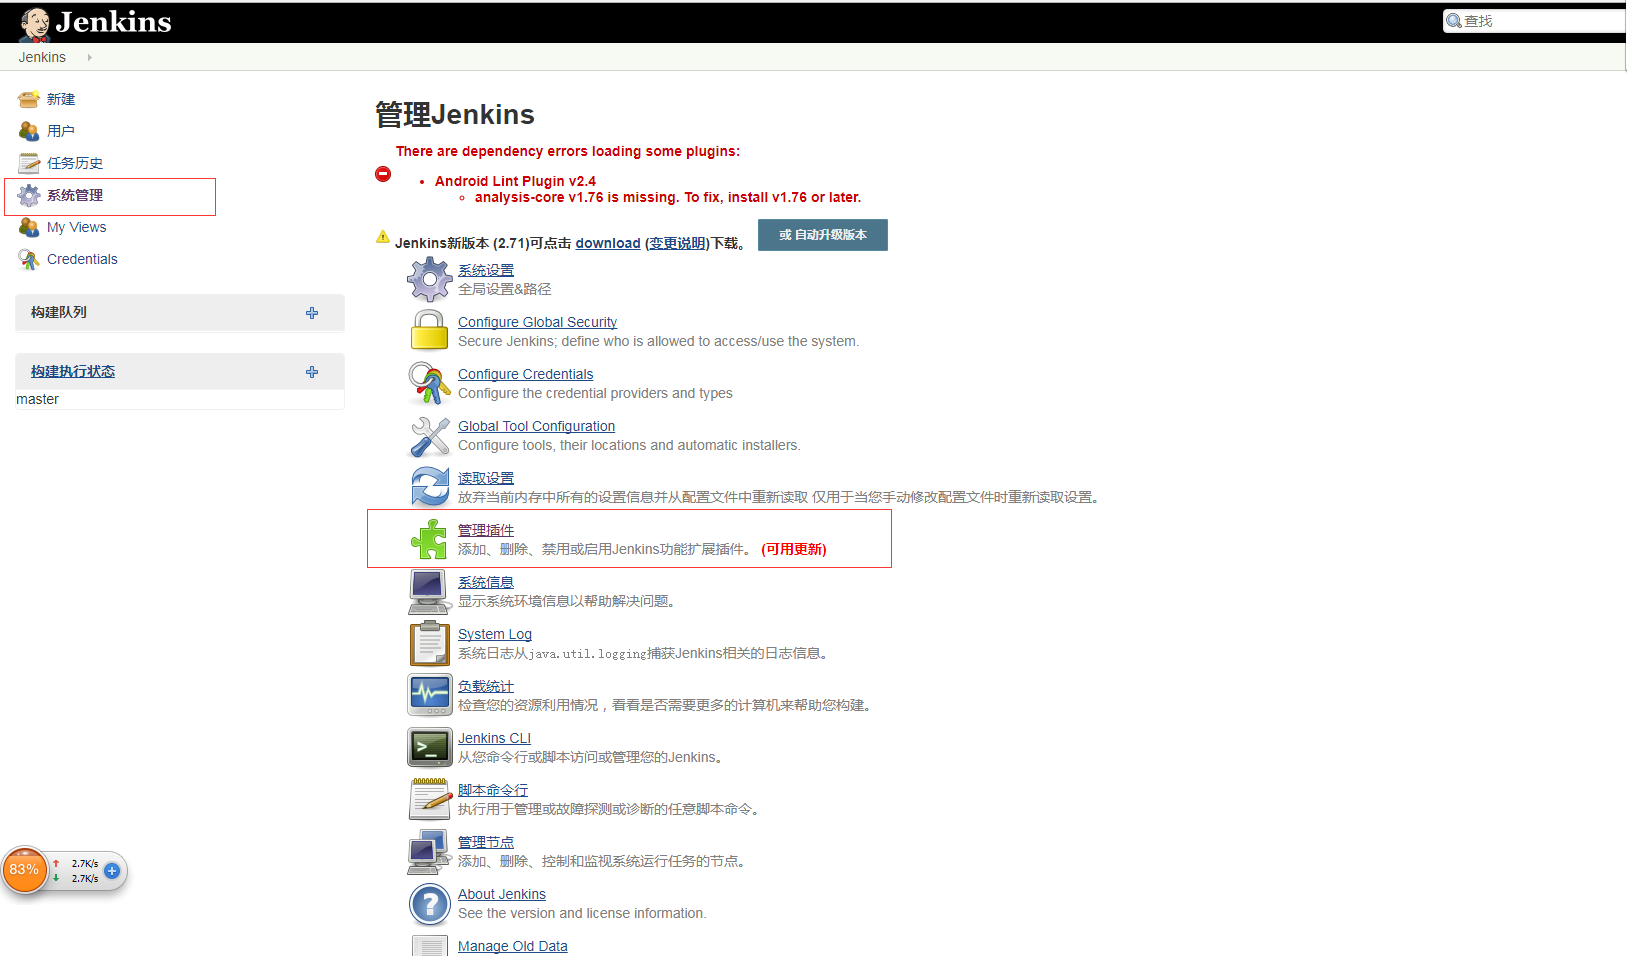 Jenkins
查找
Jenkins
新建
用户
任务历史
系统管理
My Views
Credentials
构建队列
构建执行状态
master
管理Jenkins
There are dependency errors loading some plugins:
Android Lint Plugin v2.4
analysis-core v1.76 is missing. To fix, install v1.76 or later.
Jenkins新版本 (2.71)可点击 download (变更说明)下载。 或 自动升级版本
系统设置
全局设置&路径
Configure Global Security
Secure Jenkins; define who is allowed to access/use the system.
Configure Credentials
Configure the credential providers and types
Global Tool Configuration
Configure tools, their locations and automatic installers.
读取设置
放弃当前内存中所有的设置信息并从配置文件中重新读取 仅用于当您手动修改配置文件时重新读取设置。
管理插件
添加、删除、禁用或启用Jenkins功能扩展插件。 (可用更新)
系统信息
显示系统环境信息以帮助解决问题。
System Log
系统日志从java.util.logging捕获Jenkins相关的日志信息。
负载统计
检查您的资源利用情况，看看是否需要更多的计算机来帮助您构建。
Jenkins CLI
从您命令行或脚本访问或管理您的Jenkins。
脚本命令行
执行用于管理或故障探测或诊断的任意脚本命令。
管理节点
添加、删除、控制和监视系统运行任务的节点。
About Jenkins
See the version and license information.
Manage Old Data
83%
2.7K/s
2.7K/s